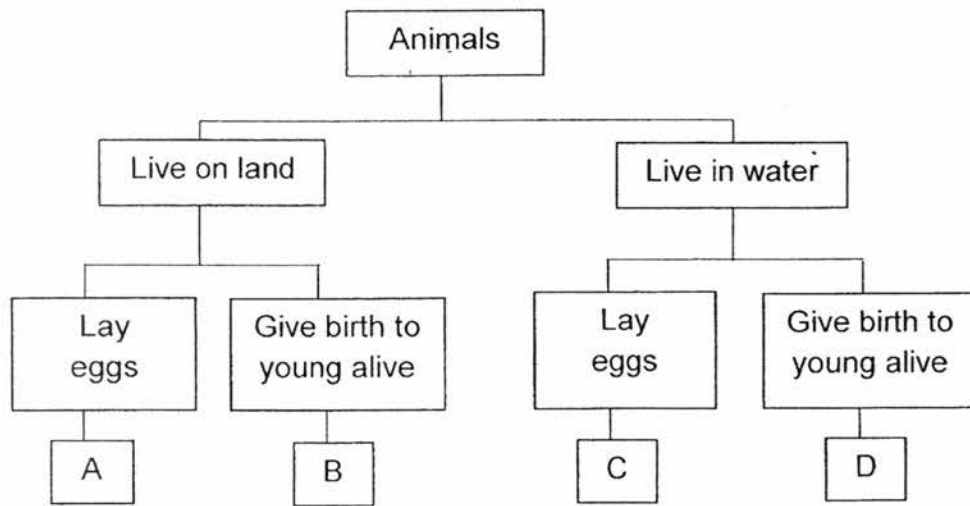 Animals
Live on land
Live in water
Lay
eggs
Give birth to
young alive
Lay
eggs
Give birth to
young alive
A
B
C
D